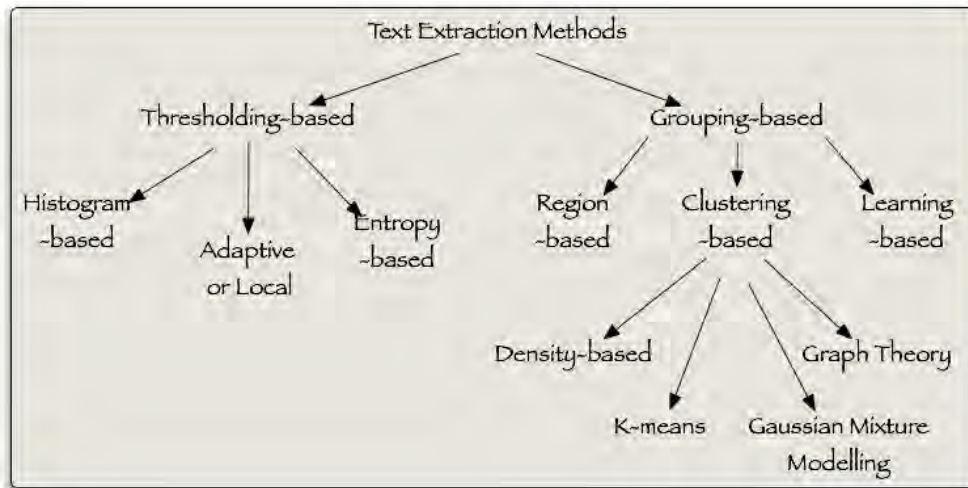 Text Extraction Methods
Thresholding-based
Grouping-based
Histogram
-based
Adaptive
or Local
Entropy
-based
Region
-based
Clustering
-based
Learning
-based
Density-based
Graph Theory
K-means
Gaussian Mixture
Modelling